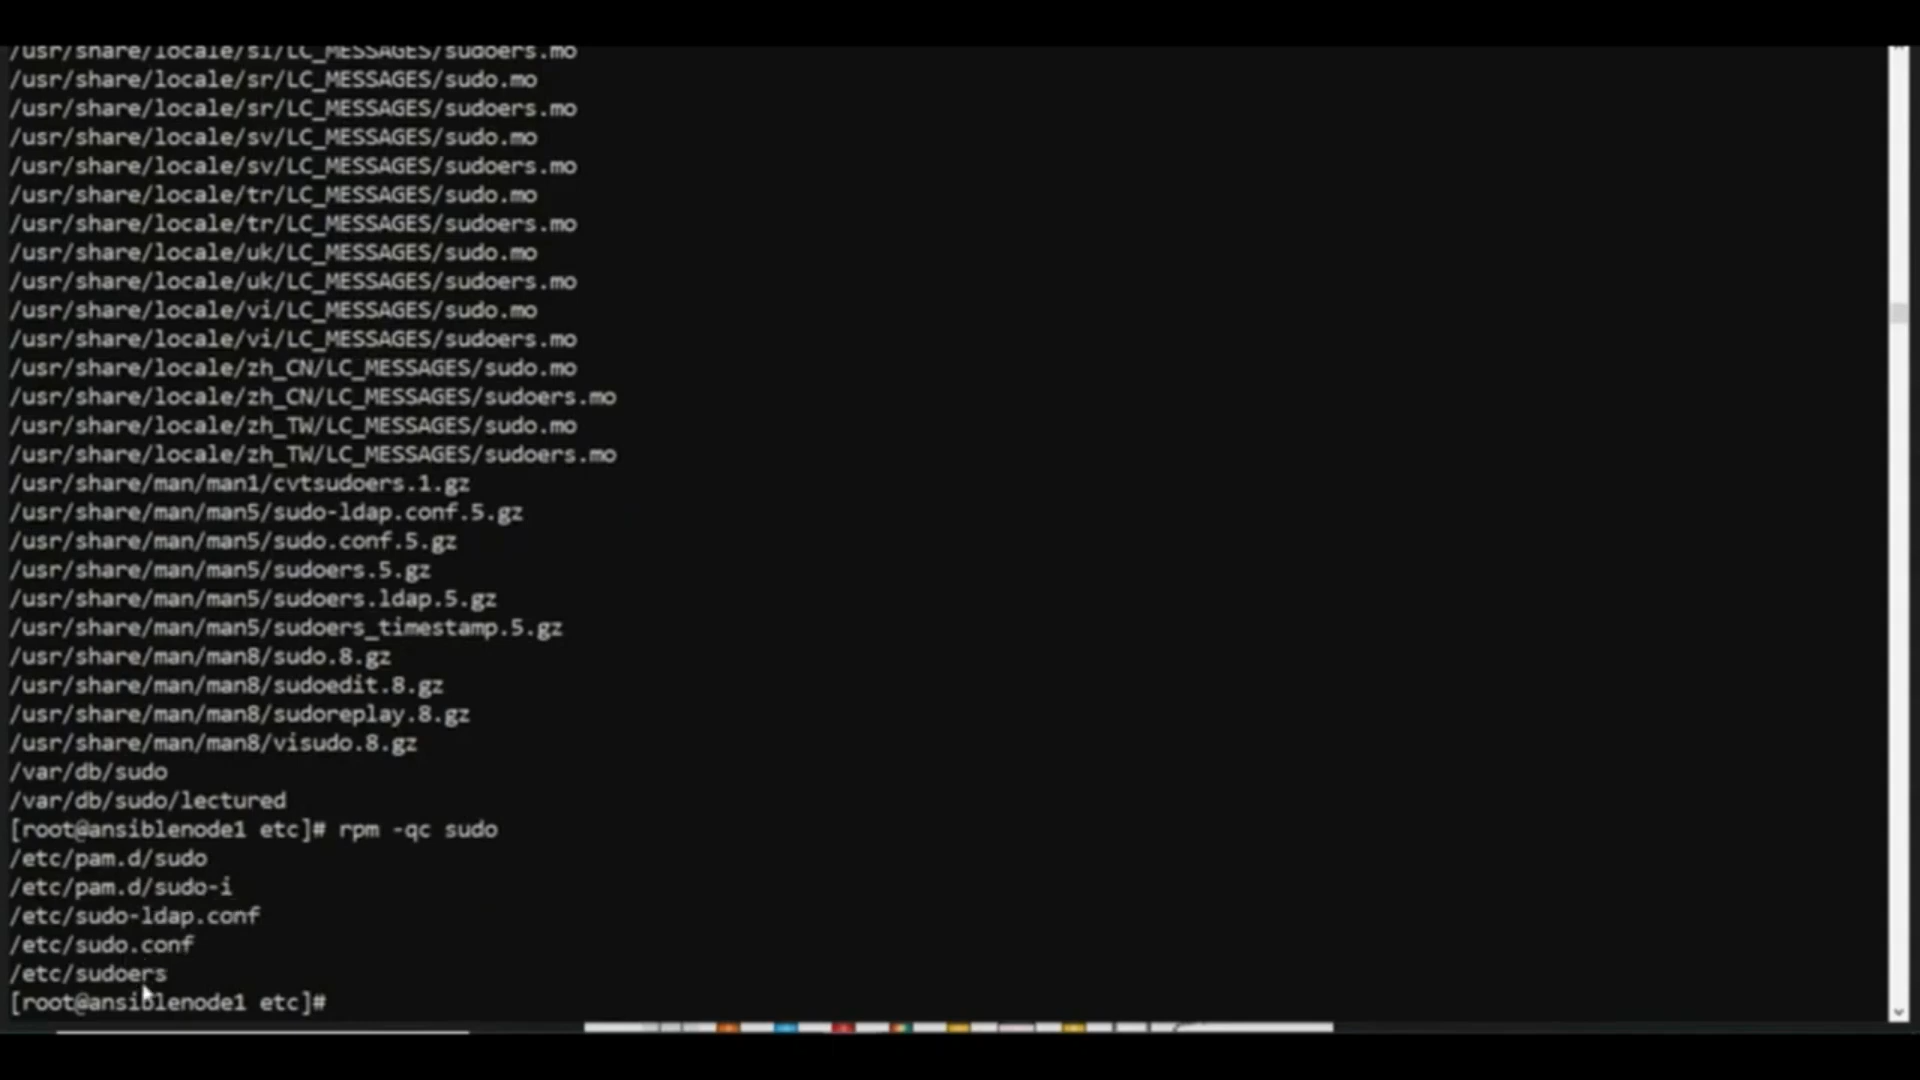 /usr/share/locale/sl/LC_MESSAGES/sudoers.mo
/usr/share/locale/sr/LC_MESSAGES/sudo.mo
/usr/share/locale/sr/LC_MESSAGES/sudoers.mo
/usr/share/locale/sv/LC_MESSAGES/sudo.mo
/usr/share/locale/sv/LC_MESSAGES/sudoers.mo
/usr/share/locale/tr/LC_MESSAGES/sudo.mo
/usr/share/locale/tr/LC_MESSAGES/sudoers.mo
/usr/share/locale/uk/LC_MESSAGES/sudo.mo
/usr/share/locale/uk/LC_MESSAGES/sudoers.mo
/usr/share/locale/vi/LC_MESSAGES/sudo.mo
/usr/share/locale/vi/LC_MESSAGES/sudoers.mo
/usr/share/locale/zh_CN/LC_MESSAGES/sudo.mo
/usr/share/locale/zh_CN/LC_MESSAGES/sudoers.mo
/usr/share/locale/zh_TW/LC_MESSAGES/sudo.mo
/usr/share/locale/zh_TW/LC_MESSAGES/sudoers.mo
/usr/share/man/man1/cvtsudoers.1.gz
/usr/share/man/man5/sudo-ldap.conf.5.gz
/usr/share/man/man5/sudo.conf.5.gz
/usr/share/man/man5/sudoers.5.gz
/usr/share/man/man5/sudoers.ldap.5.gz
/usr/share/man/man5/sudoers_timestamp.5.gz
/usr/share/man/man8/sudo.8.gz
/usr/share/man/man8/sudoedit.8.gz
/usr/share/man/man8/sudoreplay.8.gz
/usr/share/man/man8/visudo.8.gz
/var/db/sudo
/var/db/sudo/lectured
[root@ansiblenode1 etc]# rpm -qc sudo
/etc/pam.d/sudo
/etc/pam.d/sudo-i
/etc/sudo-ldap.conf
/etc/sudo.conf
/etc/sudoers
[root@ansiblenode1 etc]#